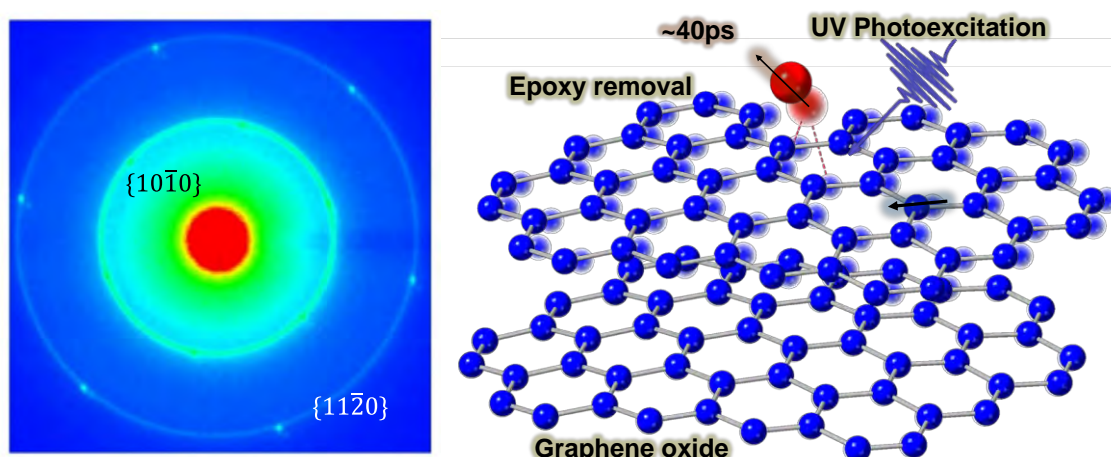 {101̅0}
{112̅0}
~40ps
UV Photoexcitation
Epoxy removal
Graphene oxide